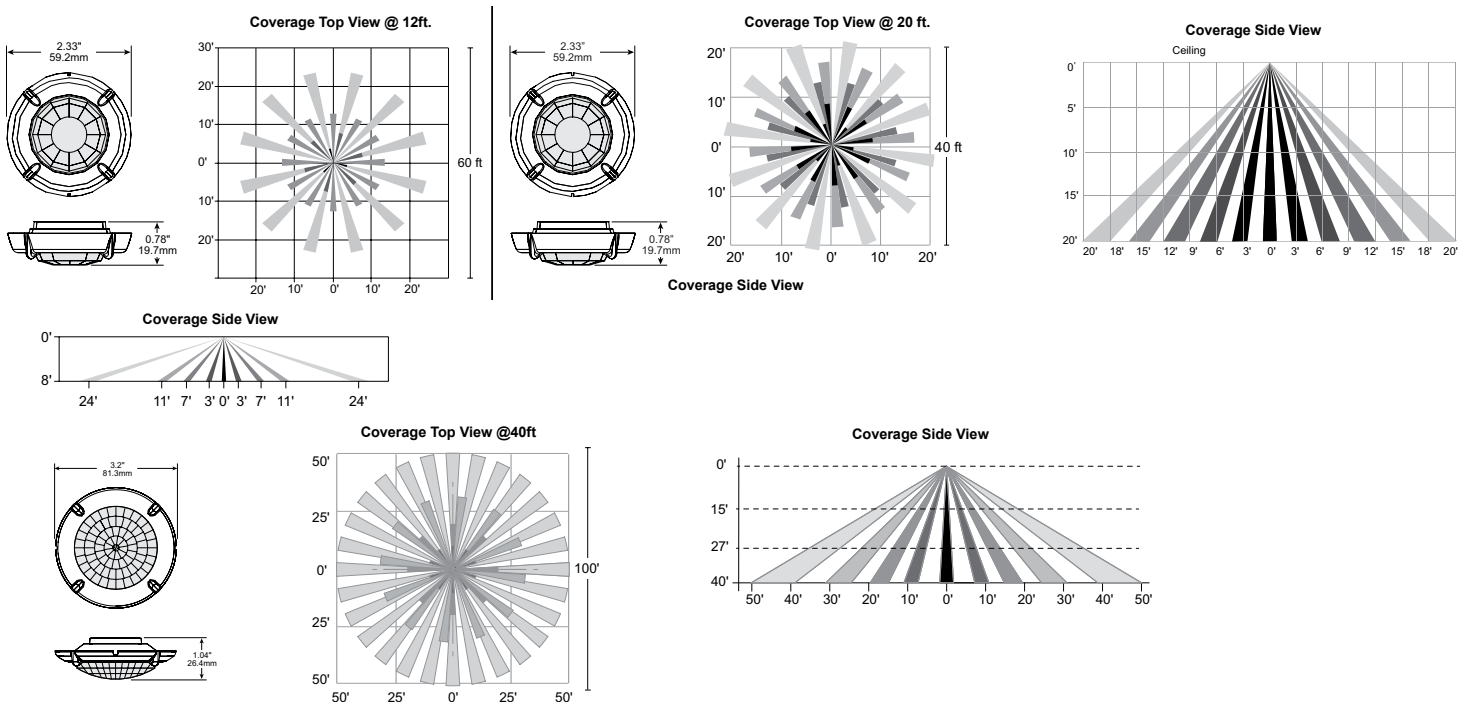 Coverage Top View @ 12ft.
2.33"
59.2mm
30'
20'
10'
0'
10'
20'
20' 10' 0' 10' 20'
60 ft
0.78"
19.7mm
Coverage Top View @ 20 ft.
2.33"
59.2mm
20'
10'
0'
10'
20'
20' 10' 0' 10' 20'
40 ft
0.78"
19.7mm
Coverage Side View
Coverage Side View
Ceiling
0'
5'
10'
15'
20'
20' 18' 15' 12' 9' 6' 3' 0' 3' 6' 9' 12' 15' 18' 20'
Coverage Side View
0'
8'
24' 11' 7' 3' 0' 3' 7' 11' 24'
3.2"
81.3mm
1.04"
26.4mm
Coverage Top View @40ft
50'
25'
0'
25'
50'
50' 25' 0' 25' 50'
100'
Coverage Side View
0'
15'
27'
40'
50' 40' 30' 20' 10' 0' 10' 20' 30' 40' 50'